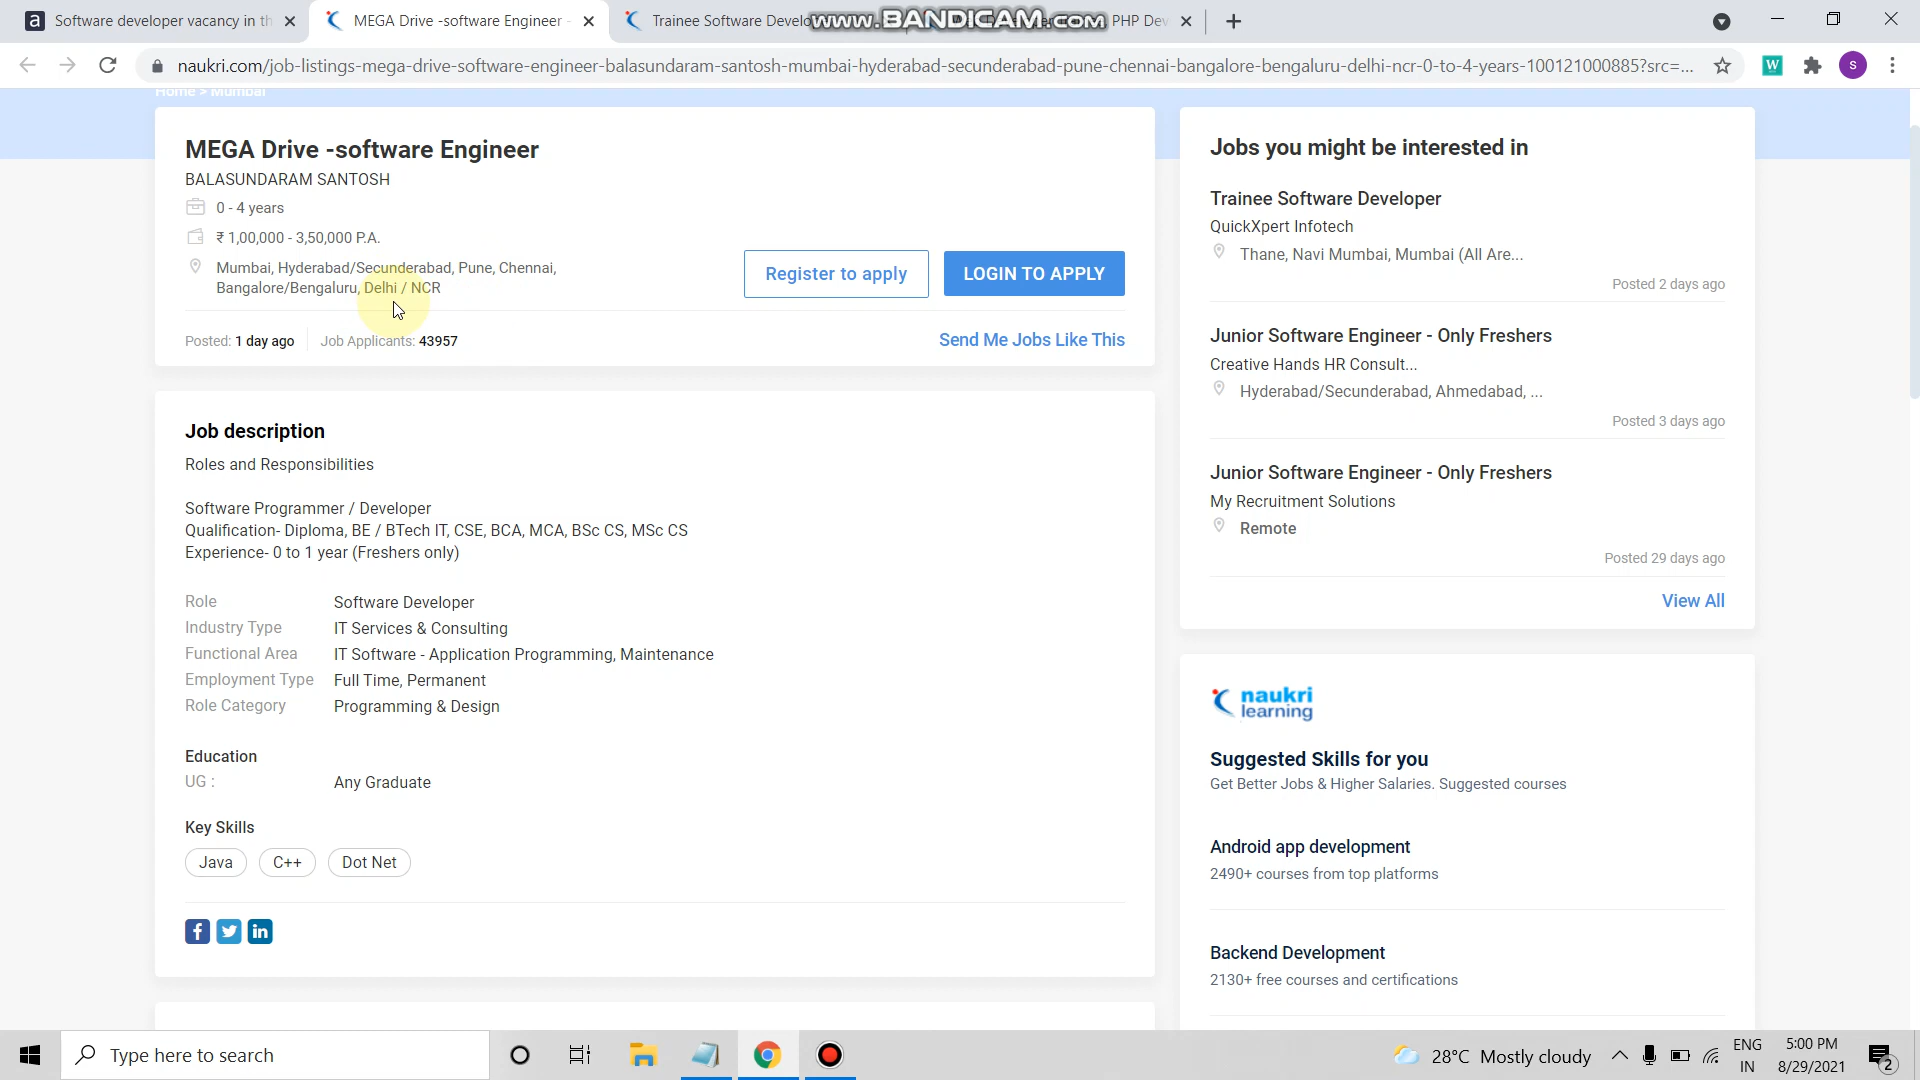 Software developer vacancy in th
MEGA Drive -software Engineer -
Trainee Software Develo
www.BANDICAM.com
, PHP Dev
naukri.com/job-listings-mega-drive-software-engineer-balasundaram-santosh-mumbai-hyderabad-secunderabad-pune-chennai-bangalore-bengaluru-delhi-ncr-0-to-4-years-100121000885?src=...
Home > Mumbai
MEGA Drive -software Engineer
BALASUNDARAM SANTOSH
0 - 4 years
₹ 1,00,000 - 3,50,000 P.A.
Mumbai, Hyderabad/Secunderabad, Pune, Chennai,
Bangalore/Bengaluru, Delhi / NCR
Register to apply
LOGIN TO APPLY
Posted: 1 day ago
Job Applicants: 43957
Send Me Jobs Like This
Job description
Roles and Responsibilities
Software Programmer / Developer
Qualification- Diploma, BE / BTech IT, CSE, BCA, MCA, BSc CS, MSc CS
Experience- 0 to 1 year (Freshers only)
Role Software Developer
Industry Type IT Services & Consulting
Functional Area IT Software - Application Programming, Maintenance
Employment Type Full Time, Permanent
Role Category Programming & Design
Education
UG : Any Graduate
Key Skills
Java C++ Dot Net
Jobs you might be interested in
Trainee Software Developer
QuickXpert Infotech
Thane, Navi Mumbai, Mumbai (All Are...
Posted 2 days ago
Junior Software Engineer - Only Freshers
Creative Hands HR Consult...
Hyderabad/Secunderabad, Ahmedabad, ...
Posted 3 days ago
Junior Software Engineer - Only Freshers
My Recruitment Solutions
Remote
Posted 29 days ago
View All
naukri
learning
Suggested Skills for you
Get Better Jobs & Higher Salaries. Suggested courses
Android app development
2490+ courses from top platforms
Backend Development
2130+ free courses and certifications
Type here to search
28°C Mostly cloudy
ENG
IN
5:00 PM
8/29/2021
2